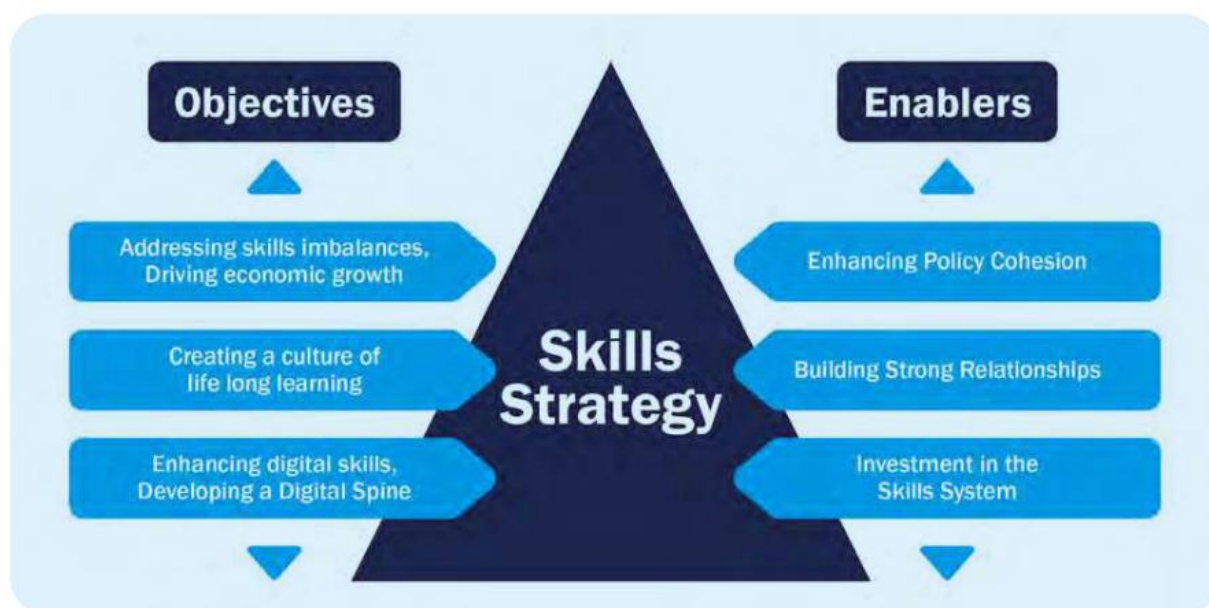 Objectives
Addressing skills imbalances,
Driving economic growth
Creating a culture of
life long learning
Enhancing digital skills,
Developing a Digital Spine
Skills
Strategy
Enablers
Enhancing Policy Cohesion
Building Strong Relationships
Investment in the
Skills System